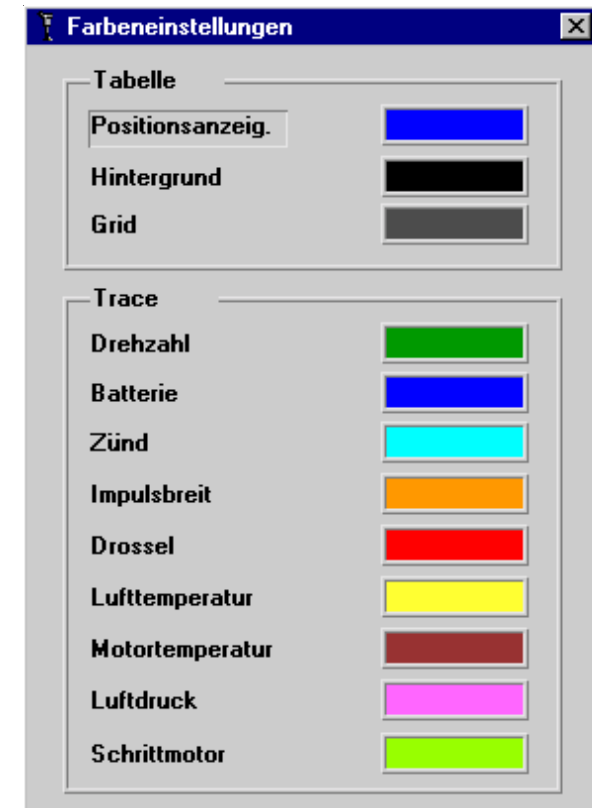 Farbeneinstellungen
Tabelle
Positionsanzeig.
Hintergrund
Grid
Trace
Drehzahl
Batterie
Zünd
Impulsbreit
Drossel
Lufttemperatur
Motortemperatur
Luftdruck
Schrittmotor